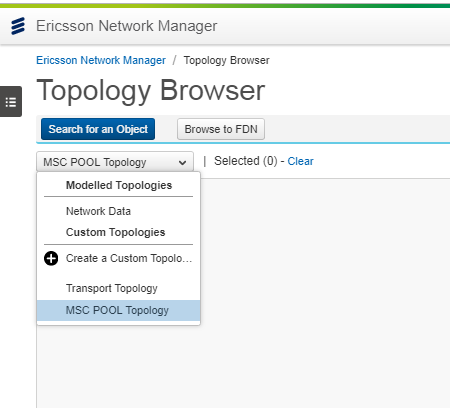 Ericsson Network Manager
Ericsson Network Manager / Topology Browser
Topology Browser
Search for an Object Browse to FDN
MSC POOL Topology | Selected (0) - Clear
Modelled Topologies
Network Data
Custom Topologies
Create a Custom Topolo...
Transport Topology
MSC POOL Topology